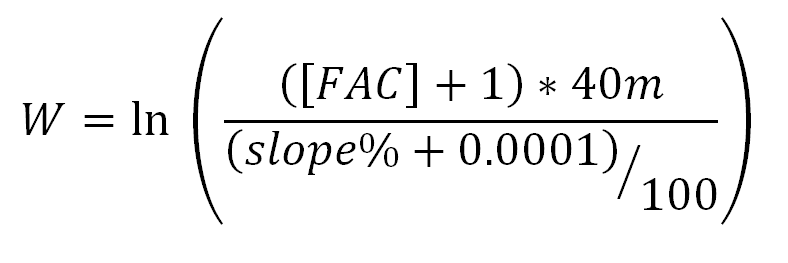 W = ln ( ([FAC] + 1) * 40m / (slope% + 0.0001)/100 )